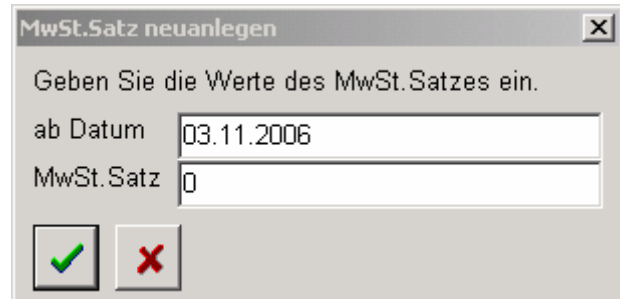 MwSt.Satz neuanlegen
Geben Sie die Werte des MwSt.Satzes ein.
ab Datum 03.11.2006
MwSt.Satz 0